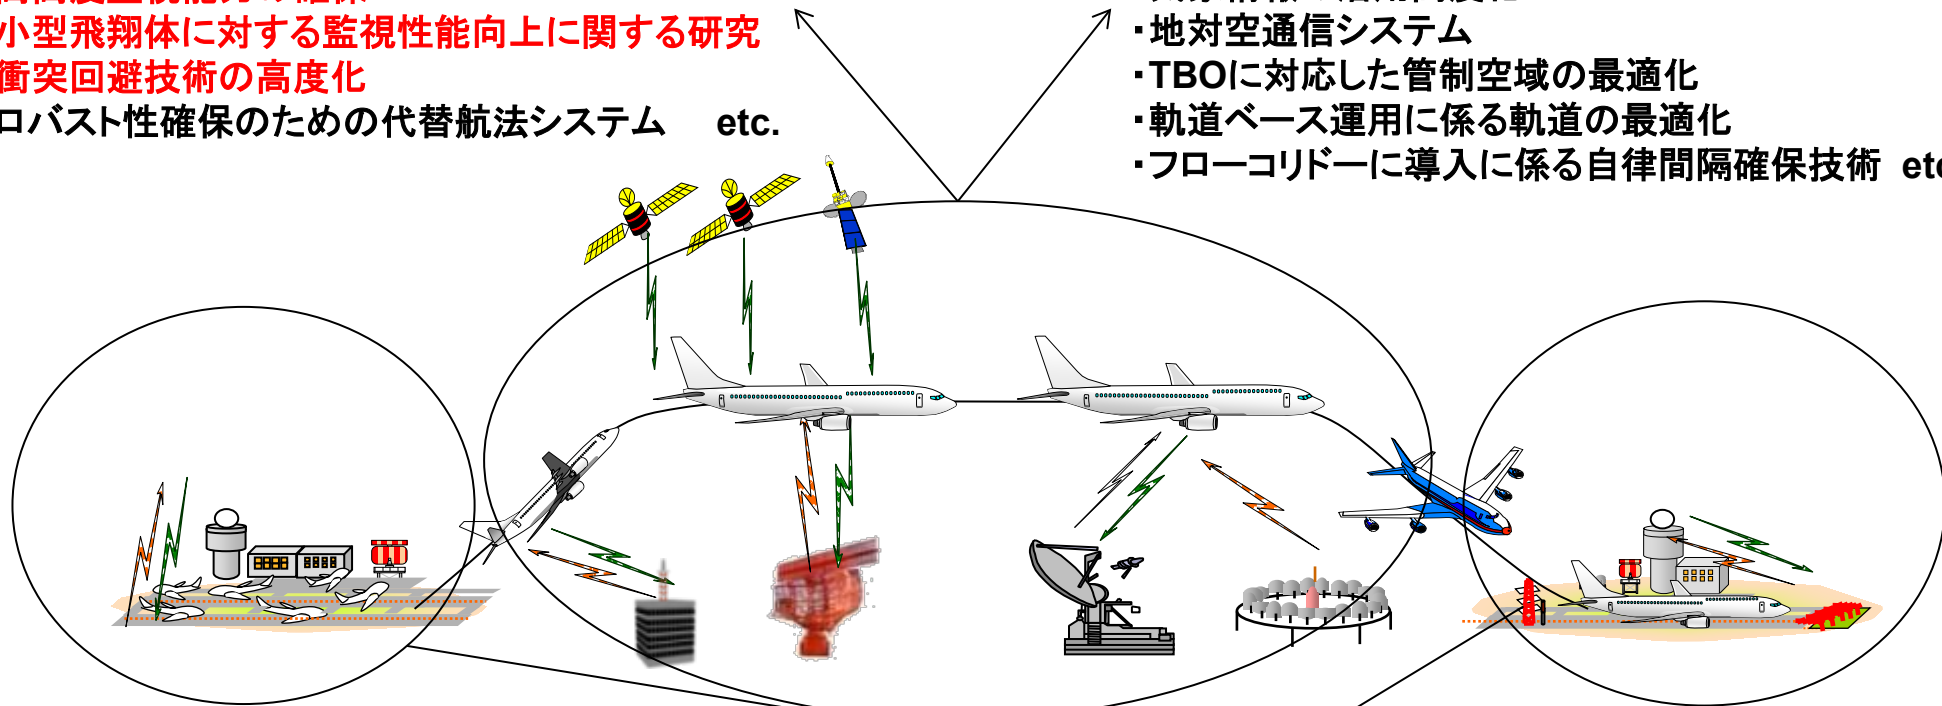 小型飛翔体に対する監視性能向上に関する研究
衝突回避技術の高度化
ロバスト性確保のための代替航法システム etc.
・地対空通信システム
・TBOに対応した管制空域の最適化
・軌道ベース運用に係る軌道の最適化
・フローコリドーに導入に係る自律間隔確保技術 etc